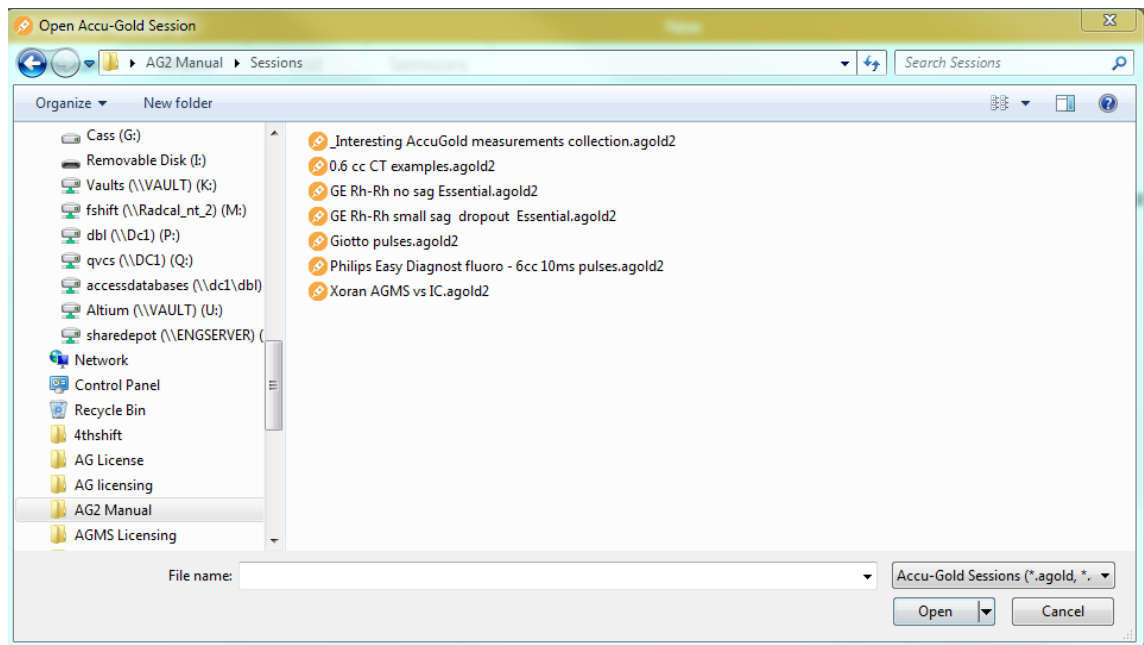 Open Accu-Gold Session
AG2 Manual Sessions
Search Sessions
Organize New folder
Cass (G:)
Removable Disk (I:)
Vaults (\\VAULT) (K:)
fshift (\\Radcal_nt_2) (M:)
dbl (\\Dc1) (P:)
qvcs (\\DC1) (Q:)
accessdatabases (\\dc1\dbl)
Altium (\\VAULT) (U:)
sharedepot (\\ENGSERVER) (
Network
Control Panel
Recycle Bin
4thshift
AG License
AG licensing
AG2 Manual
AGMS Licensing
_Interesting AccuGold measurements collection.agold2
0.6 cc CT examples.agold2
GE Rh-Rh no sag Essential.agold2
GE Rh-Rh small sag  dropout  Essential.agold2
Giotto pulses.agold2
Philips Easy Diagnost fluoro - 6cc 10ms pulses.agold2
Xoran AGMS vs IC.agold2
File name:
Accu-Gold Sessions (*.agold, *.
Open Cancel